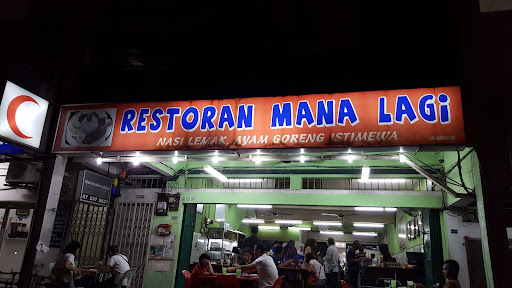 RESTORAN MANA LAGi
NASI LEMAK, AYAM GORENG ISTIMEWA